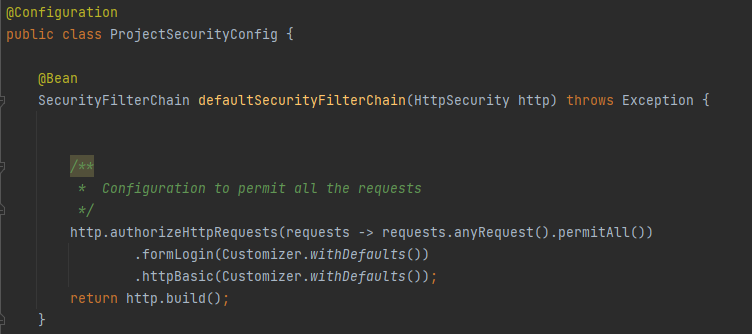 @Configuration
public class ProjectSecurityConfig {
@Bean
SecurityFilterChain defaultSecurityFilterChain(HttpSecurity http) throws Exception {
/**
* Configuration to permit all the requests
*/
http.authorizeHttpRequests(requests -> requests.anyRequest().permitAll())
.formLogin(Customizer.withDefaults())
.httpBasic(Customizer.withDefaults());
return http.build();
}